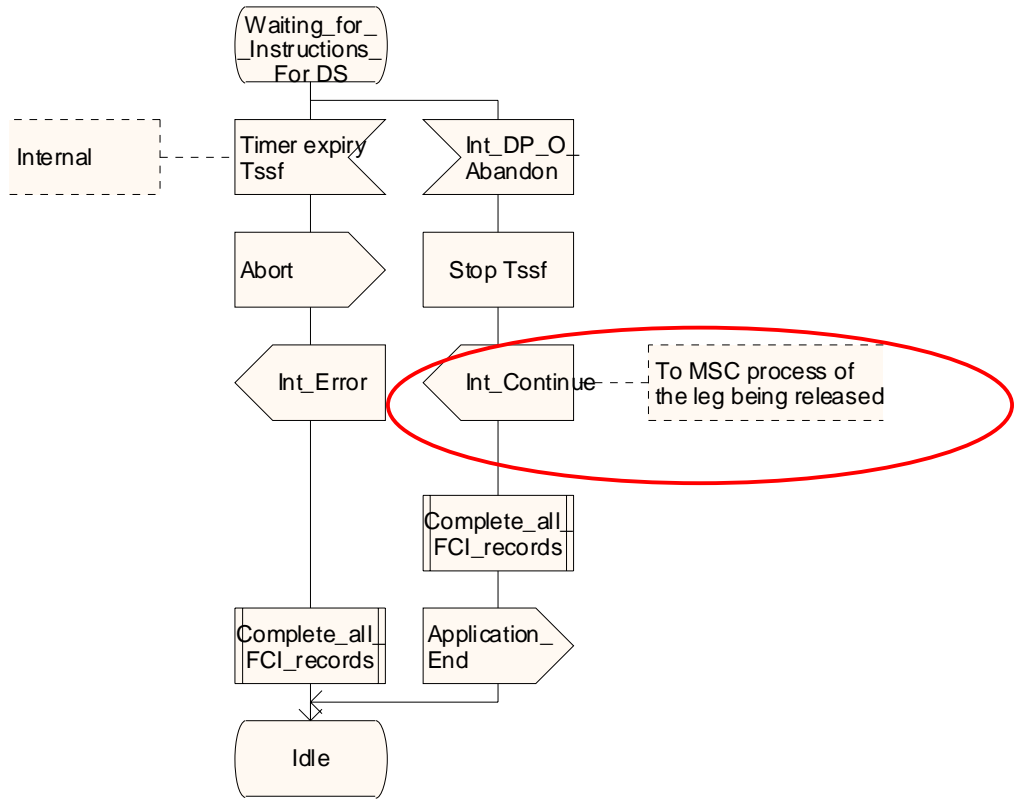 Waiting_for_
_Instructions_
For DS
Internal
Timer expiry
Tssf
Int_DP_O_
Abandon
Abort
Stop Tssf
Int_Error
Int_Continue
To MSC process of
the leg being released
Complete_all_
FCI_records
Complete_all_
FCI_records
Application_
End
Idle